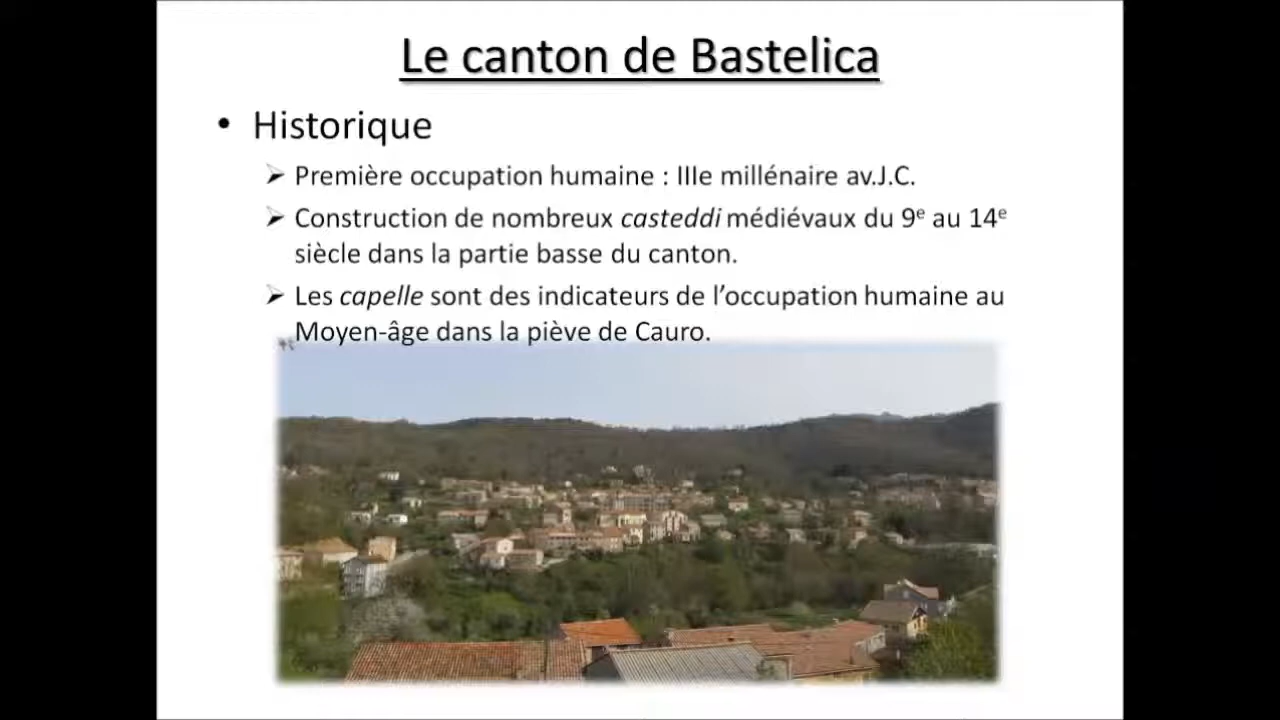 Le canton de Bastelica
• Historique
➢ Première occupation humaine : IIIe millénaire av.J.C.
➢ Construction de nombreux casteddi médiévaux du 9e au 14e
siècle dans la partie basse du canton.
➢ Les capelle sont des indicateurs de l’occupation humaine au
Moyen-âge dans la piève de Cauro.